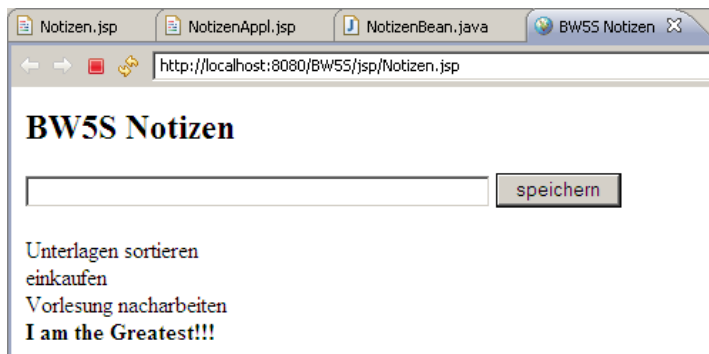 Notizen.jsp NotizenAppl.jsp NotizenBean.java BW5S Notizen
http://localhost:8080/BW5S/jsp/Notizen.jsp
BW5S Notizen
speichern
Unterlagen sortieren
einkaufen
Vorlesung nacharbeiten
I am the Greatest!!!